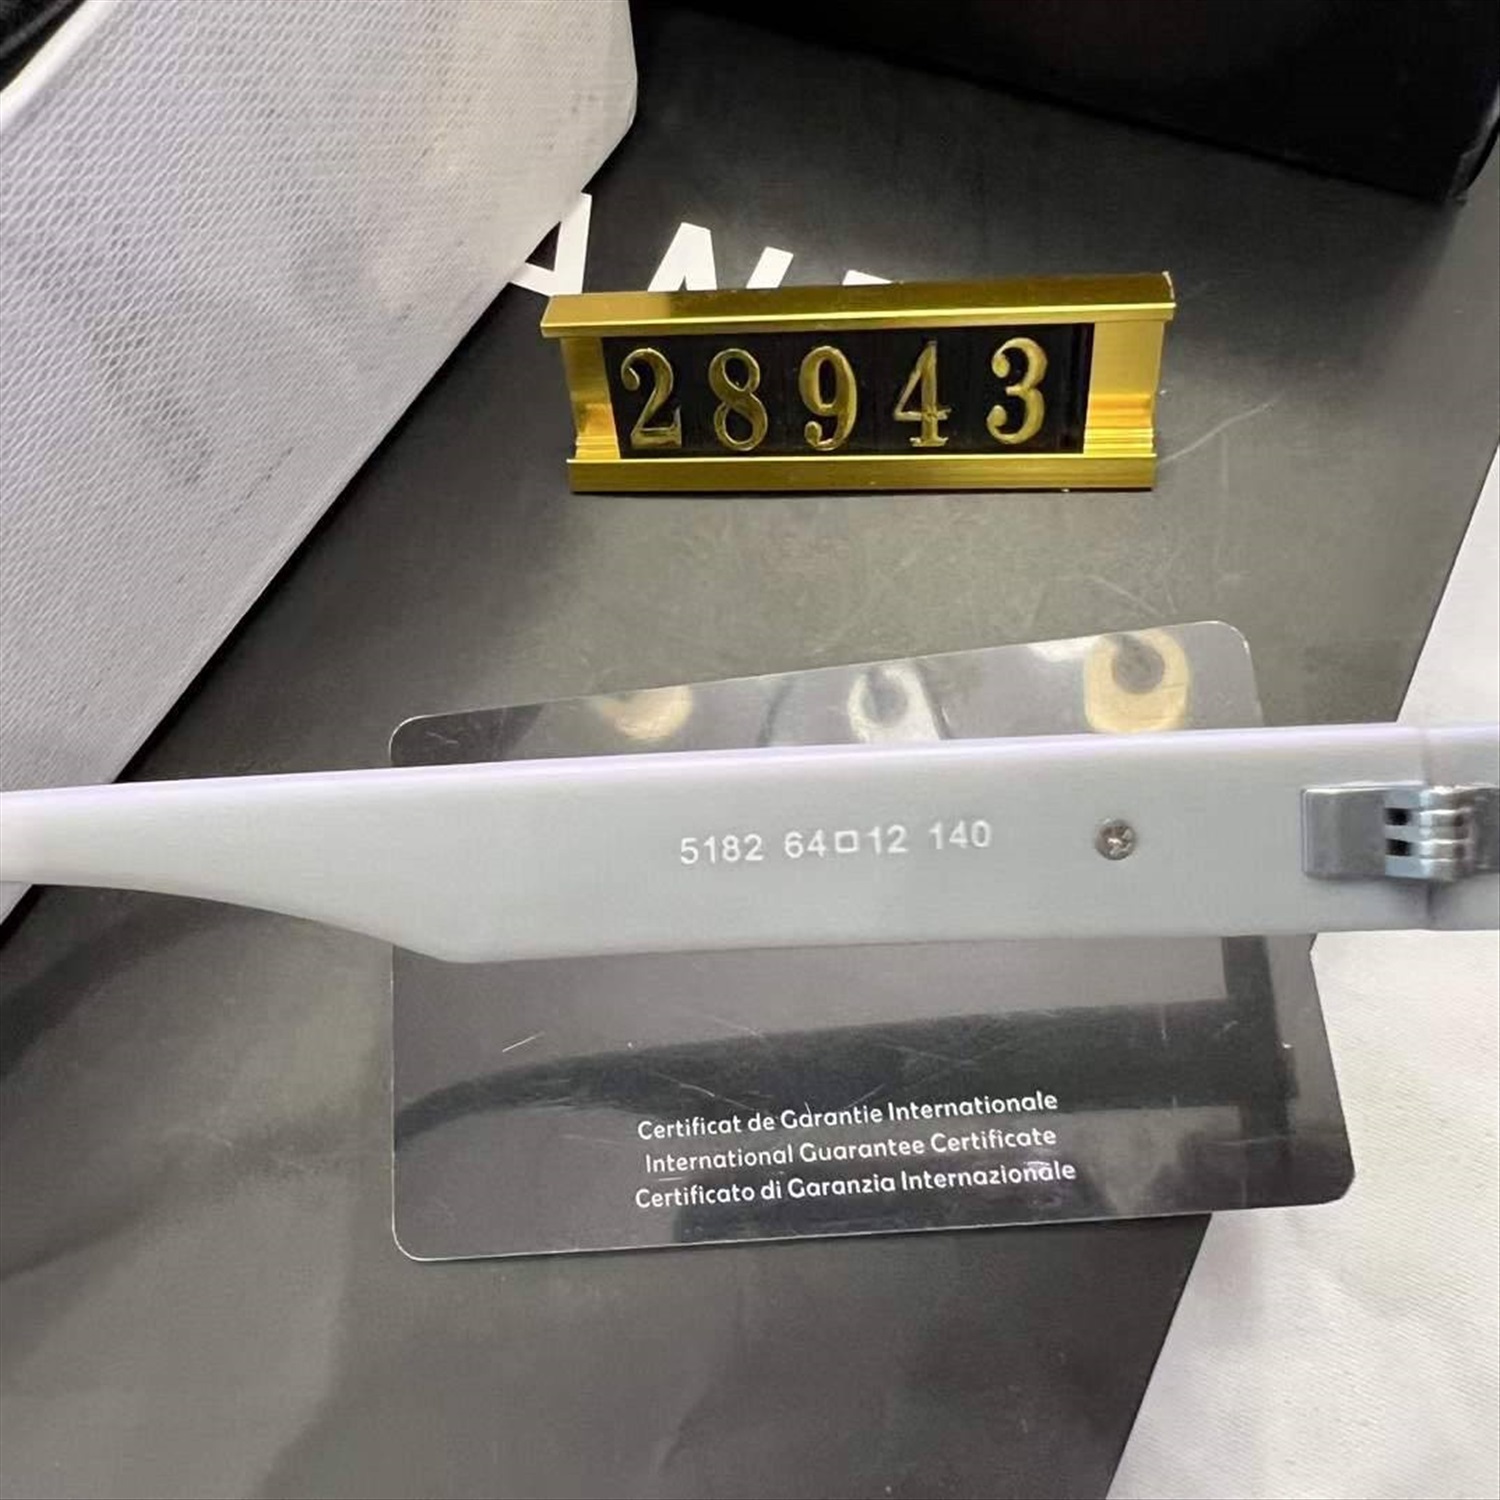 28943
5182 64□12 140
Certificat de Garantie Internationale
International Guarantee Certificate
Certificato di Garanzia Internazionale